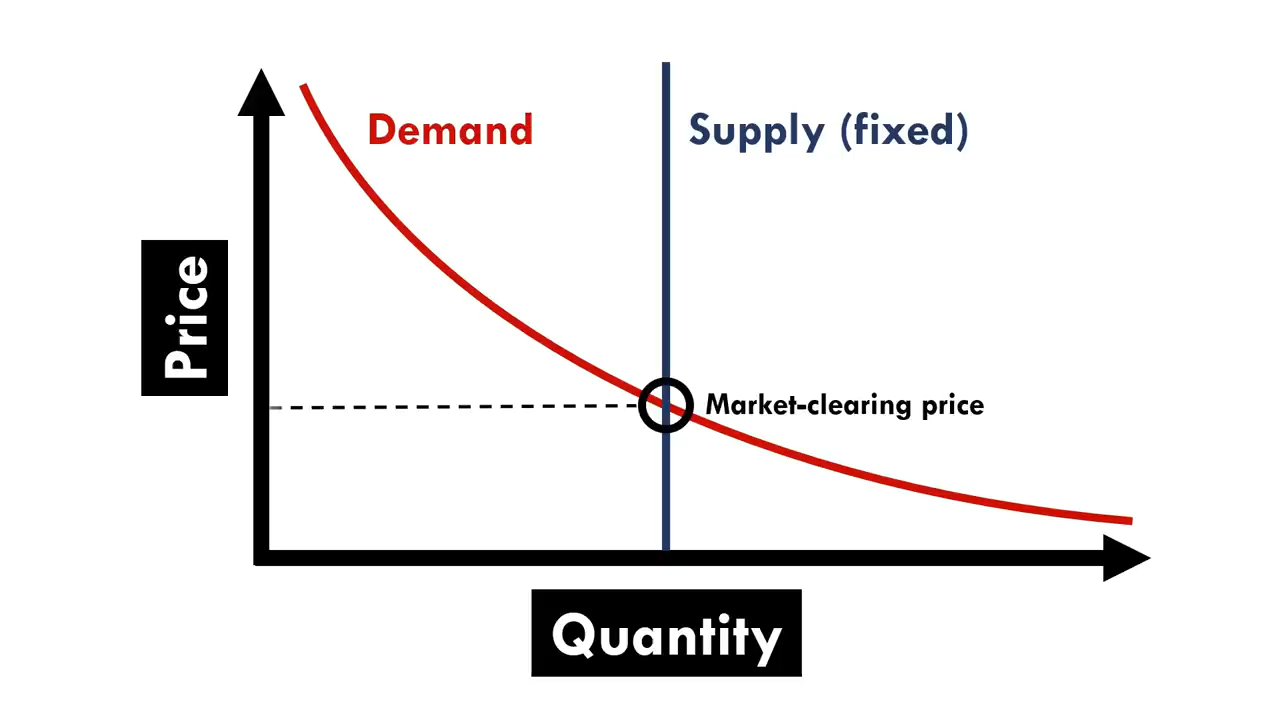 Demand
Supply (fixed)
Price
Market-clearing price
Quantity